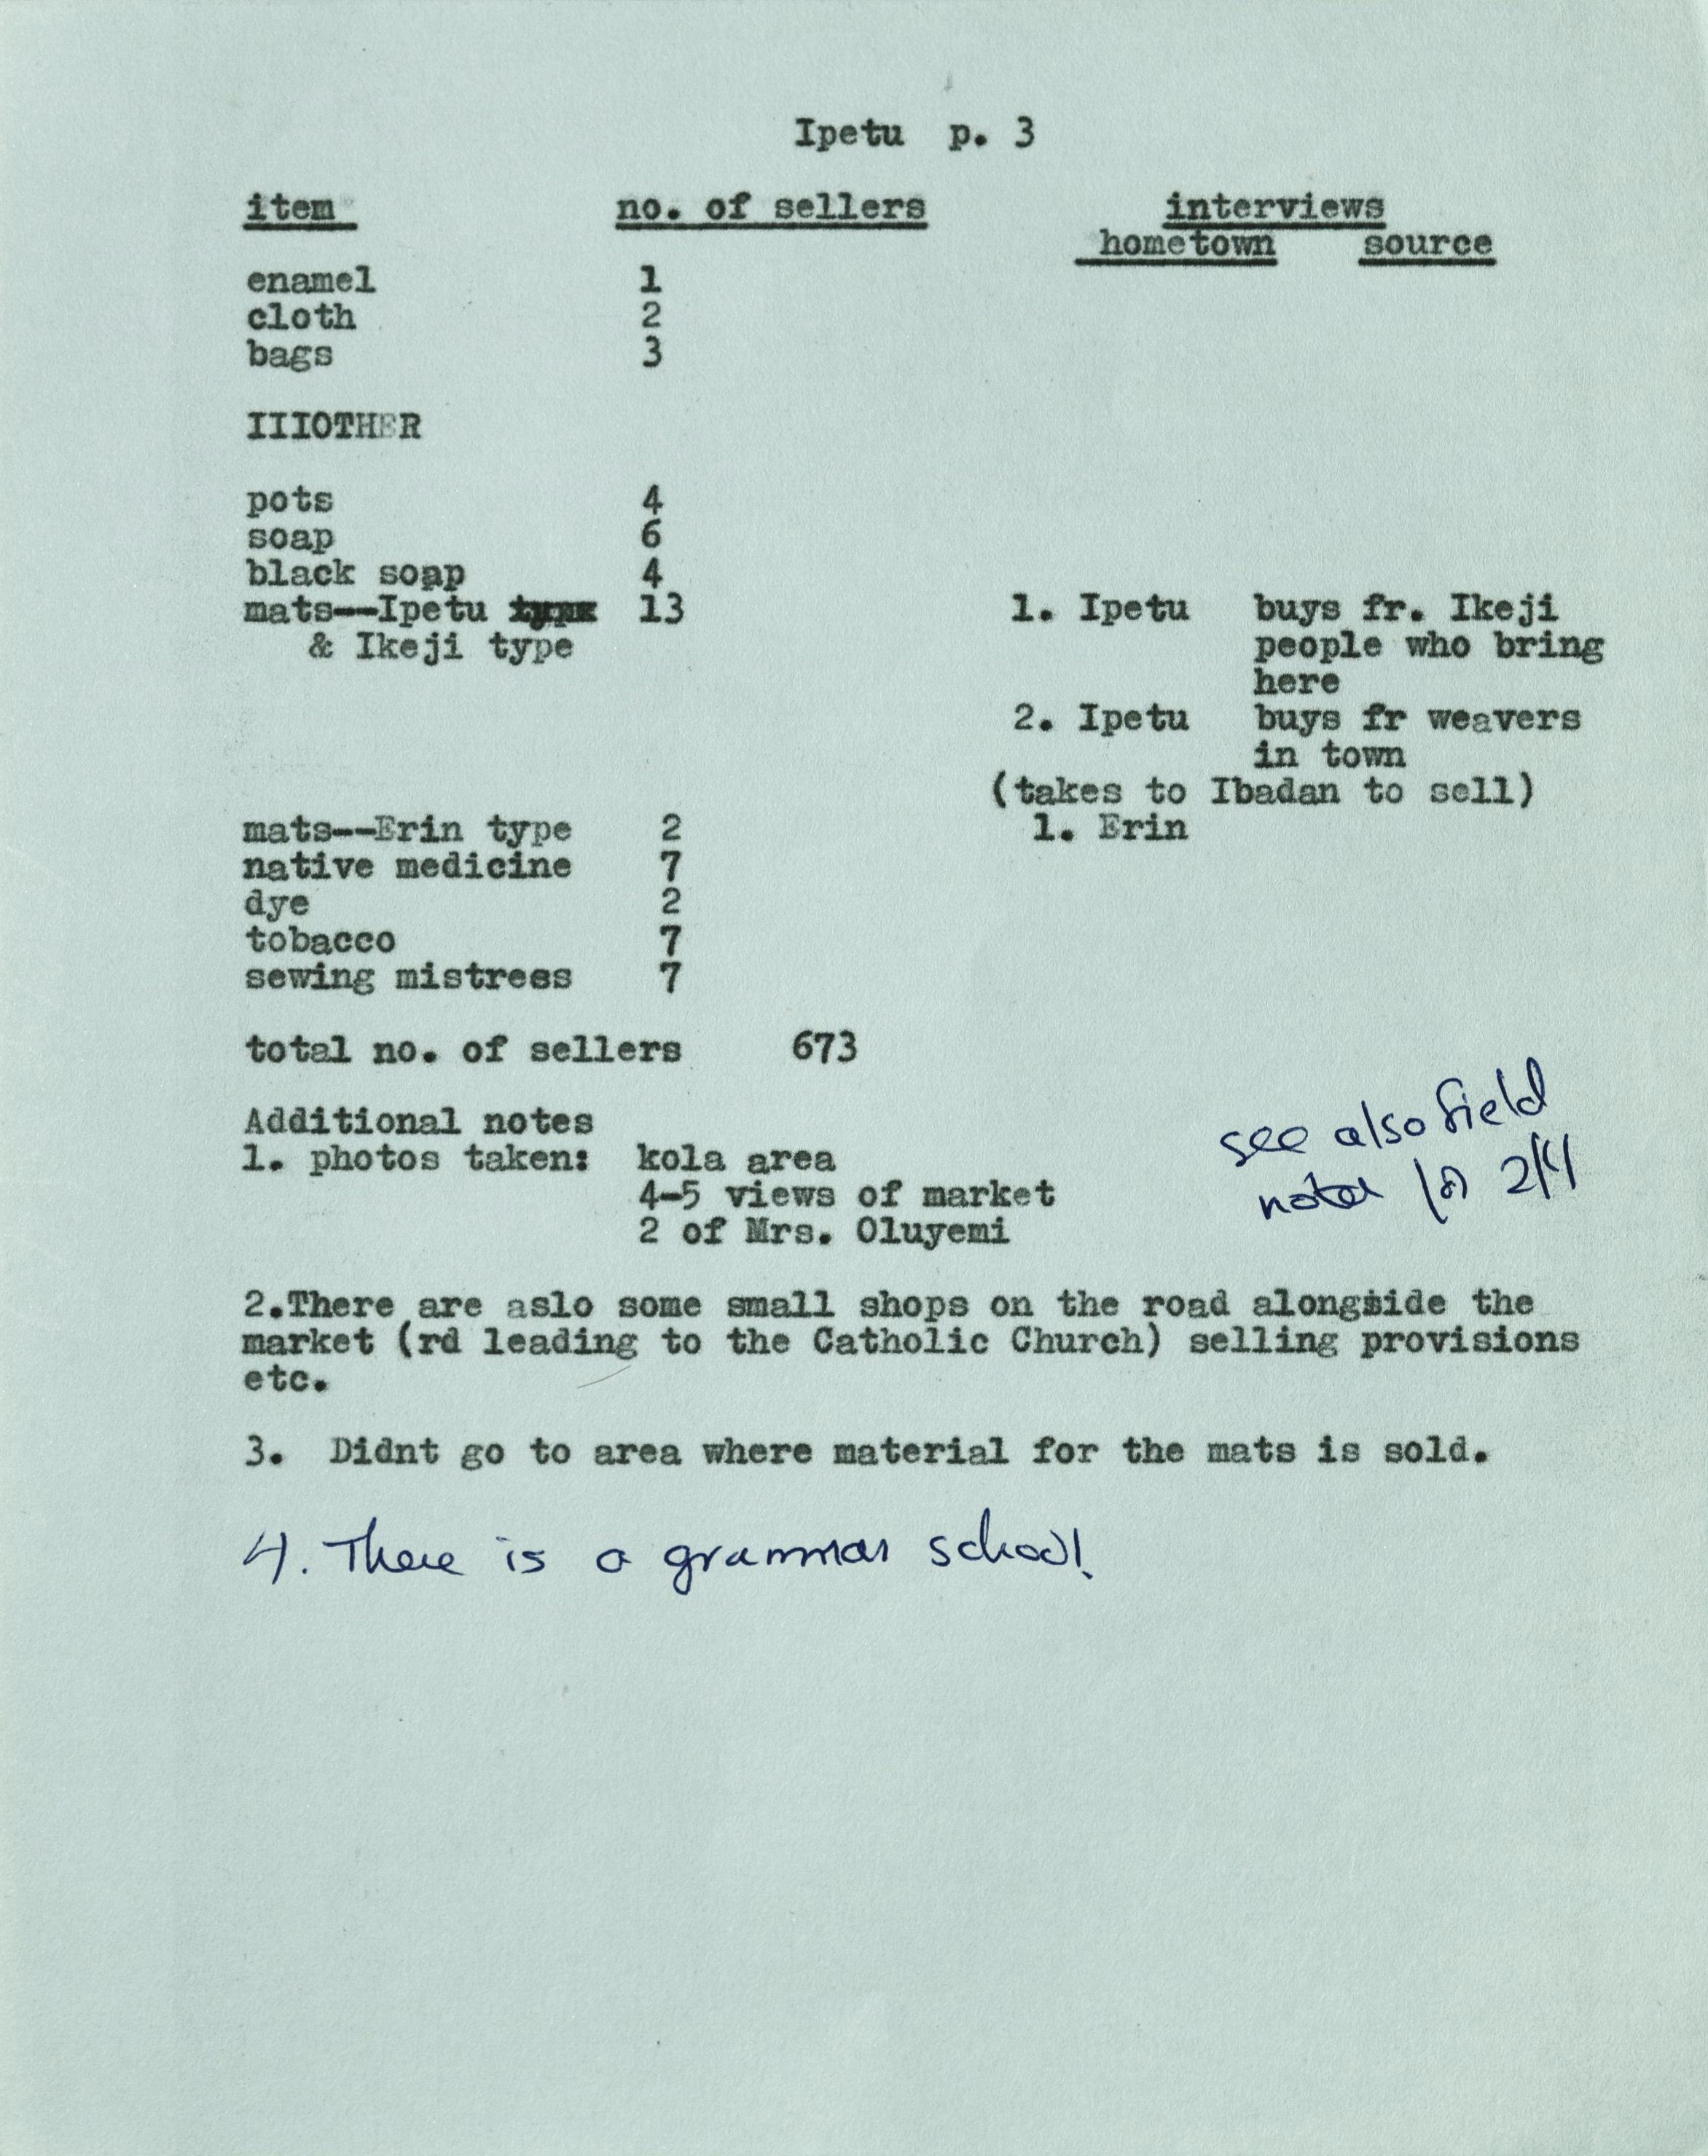 Ipetu p. 3
item no. of sellers interviews
hometown source
enamel 1
cloth 2
bags 3
IIIOTHER
pots 4
soap 6
black soap 4
mats--Ipetu 13 1. Ipetu buys fr. Ikeji
& Ikeji type people who bring
here
2. Ipetu buys fr weavers
in town
(takes to Ibadan to sell)
mats--Erin type 2 1. Erin
native medicine 7
dye 2
tobacco 7
sewing mistress 7
total no. of sellers 673
Additional notes
1. photos taken: kola area
4-5 views of market
2 of Mrs. Oluyemi
see also field
notes 2/4
2.There are aslo some small shops on the road alongside the
market (rd leading to the Catholic Church) selling provisions
etc.
3. Didnt go to area where material for the mats is sold.
4. There is a grammar school.